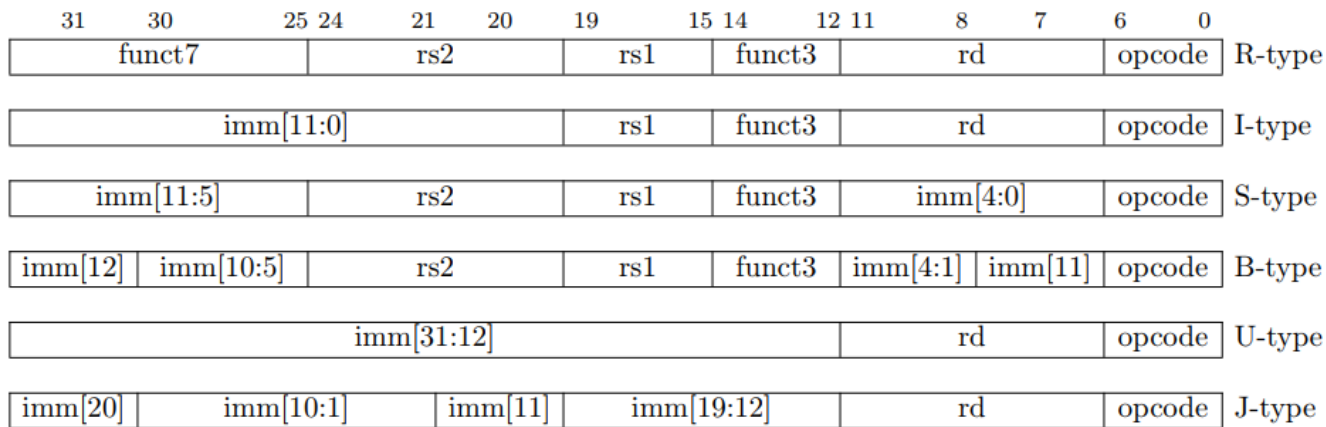 31 30 25 24 21 20 19 15 14 12 11 8 7 6 0
funct7 rs2 rs1 funct3 rd opcode R-type
imm[11:0] rs1 funct3 rd opcode I-type
imm[11:5] rs2 rs1 funct3 imm[4:0] opcode S-type
imm[12] imm[10:5] rs2 rs1 funct3 imm[4:1] imm[11] opcode B-type
imm[31:12] rd opcode U-type
imm[20] imm[10:1] imm[11] imm[19:12] rd opcode J-type